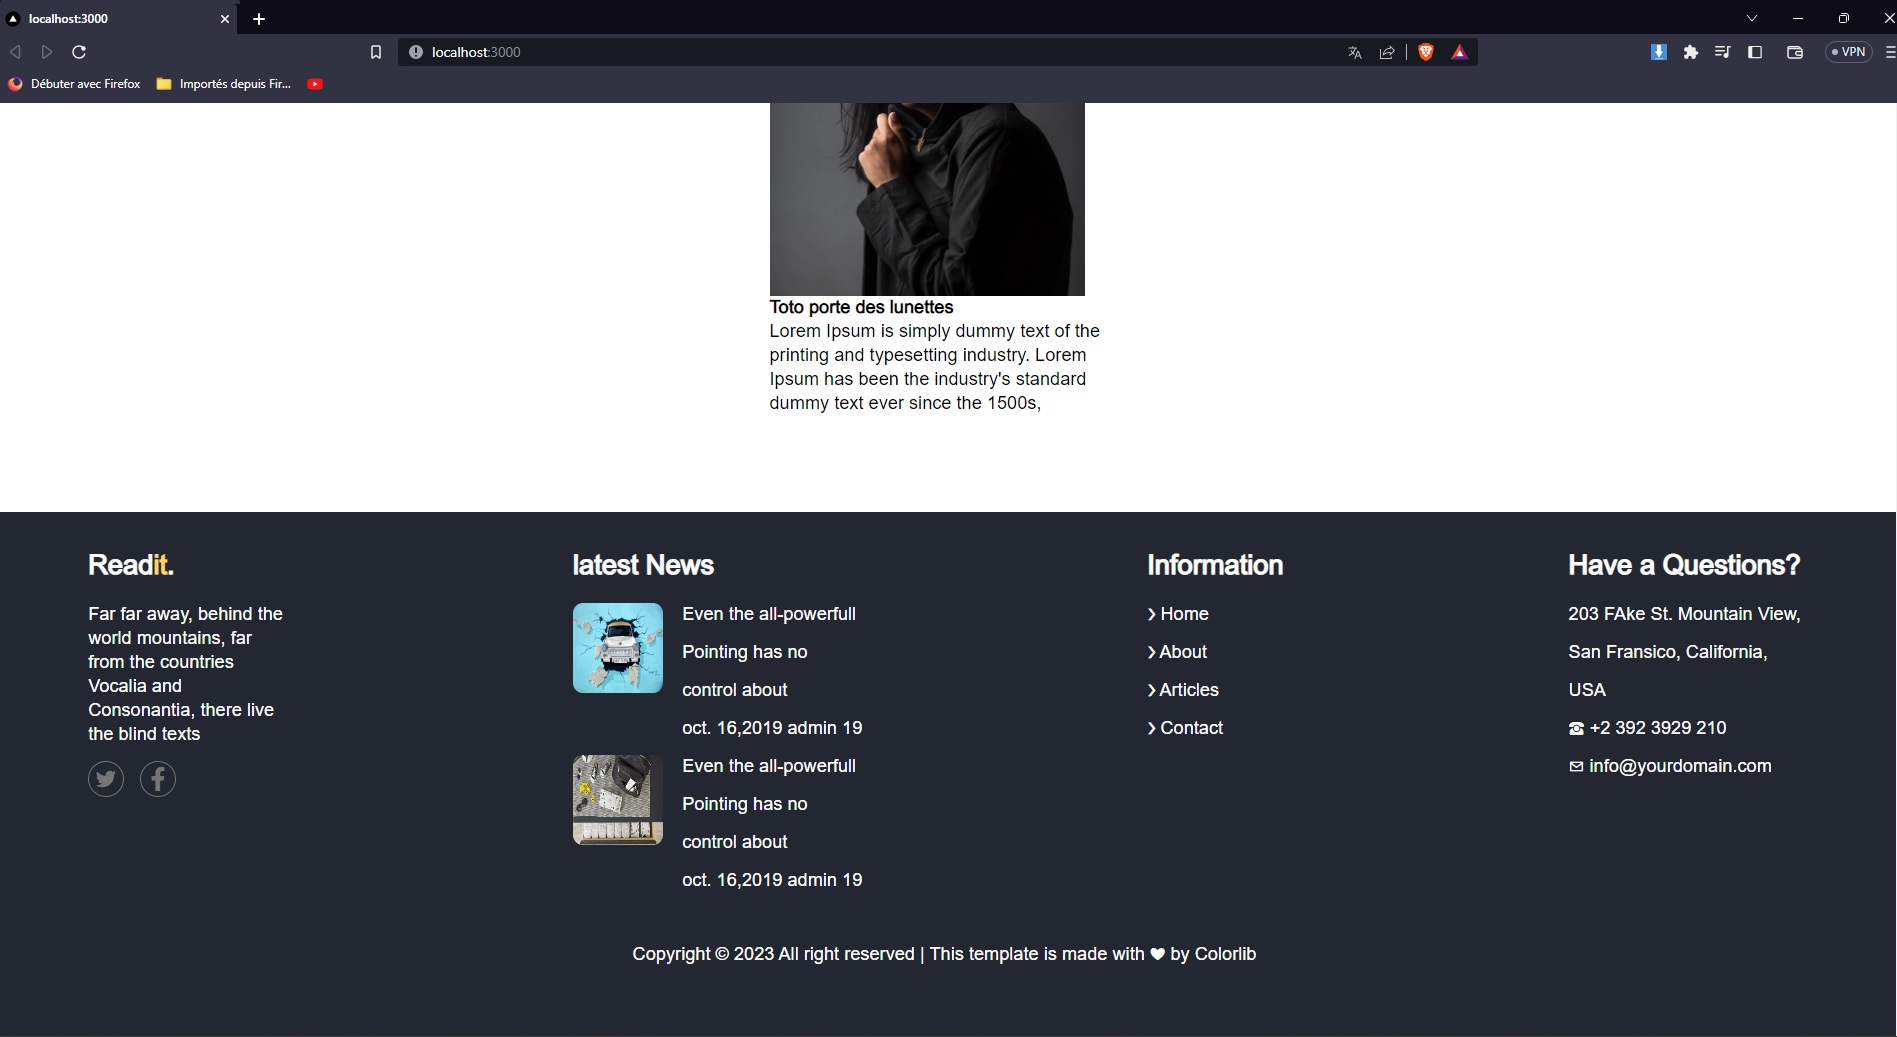 localhost:3000
localhost:3000
VPN
Débuter avec Firefox
Importés depuis Fir...
Toto porte des lunettes
Lorem Ipsum is simply dummy text of the
printing and typesetting industry. Lorem
Ipsum has been the industry's standard
dummy text ever since the 1500s,
Readit.
Far far away, behind the
world mountains, far
from the countries
Vocalia and
Consonantia, there live
the blind texts
latest News
Even the all-powerfull
Pointing has no
control about
oct. 16,2019 admin 19
Even the all-powerfull
Pointing has no
control about
oct. 16,2019 admin 19
Information
❯ Home
❯ About
❯ Articles
❯ Contact
Have a Questions?
203 FAke St. Mountain View,
San Fransico, California,
USA
☎ +2 392 3929 210
✉ info@yourdomain.com
Copyright © 2023 All right reserved | This template is made with ♥ by Colorlib